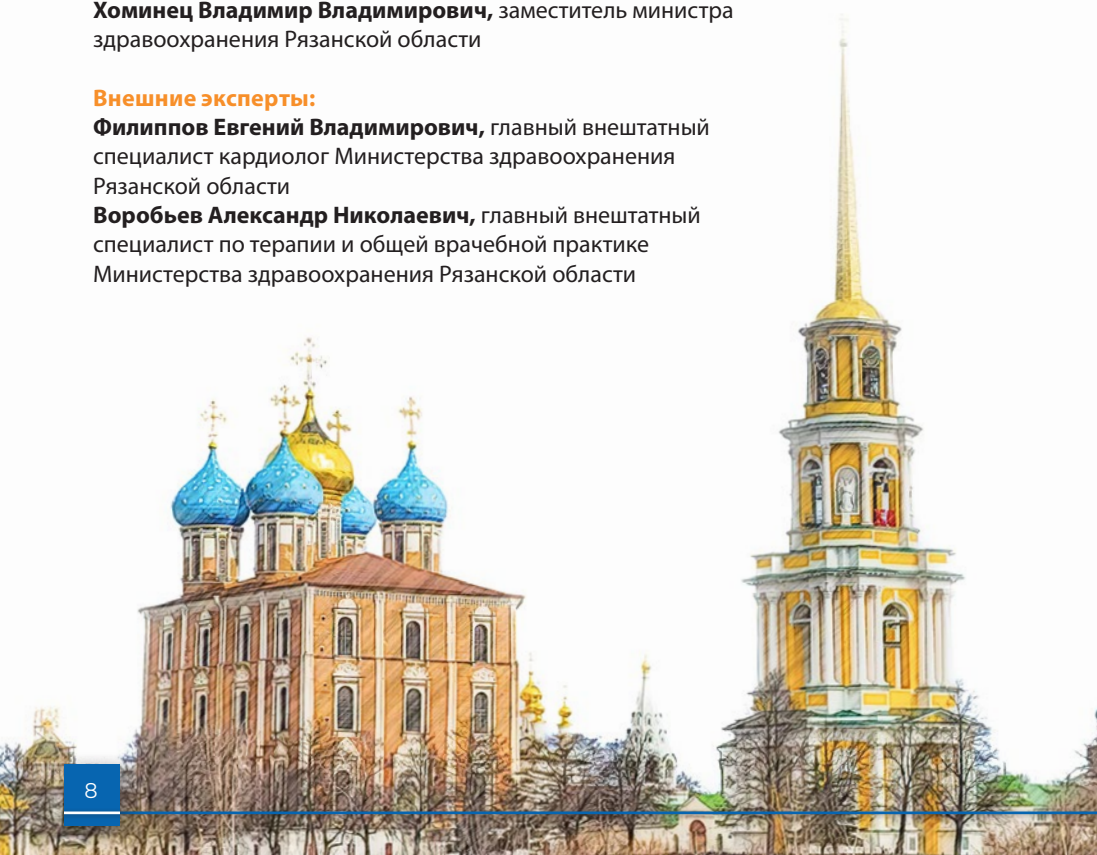 Хоминец Владимир Владимирович, заместитель министра
здравоохранения Рязанской области
Внешние эксперты:
Филиппов Евгений Владимирович, главный внештатный
специалист кардиолог Министерства здравоохранения
Рязанской области
Воробьев Александр Николаевич, главный внештатный
специалист по терапии и общей врачебной практике
Министерства здравоохранения Рязанской области
8